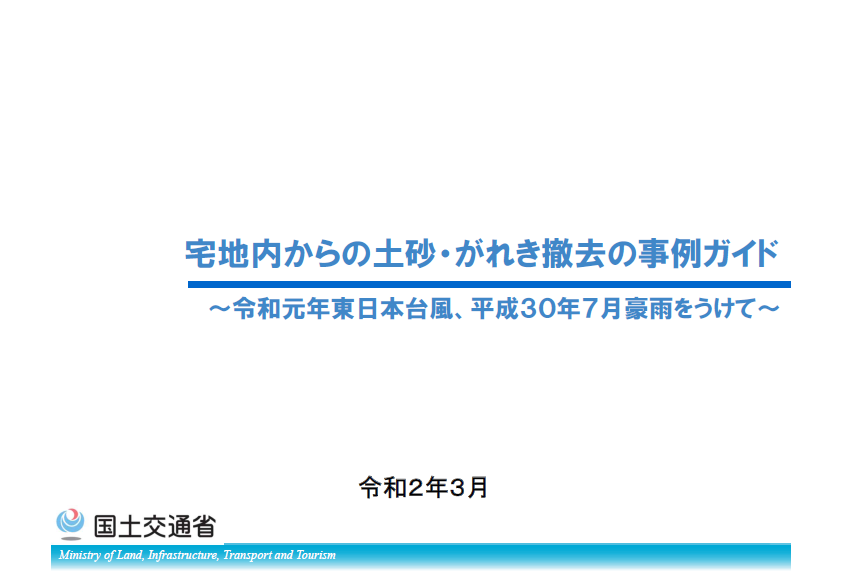 宅地内からの土砂・がれき撤去の事例ガイド
～令和元年東日本台風、平成30年7月豪雨をうけて～
令和2年3月
国土交通省
Ministry of Land, Infrastructure, Transport and Tourism